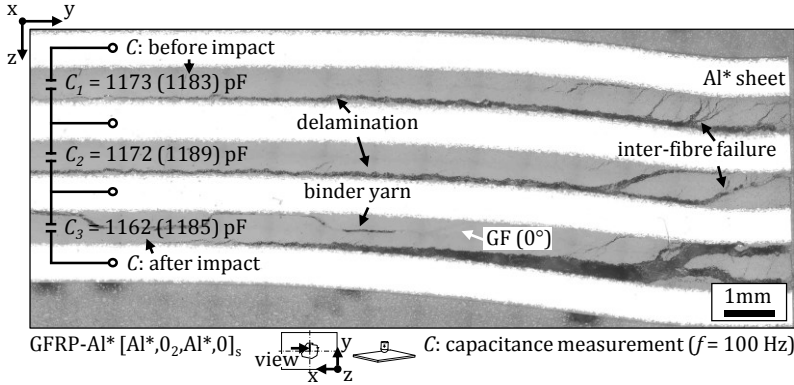 x
y
z
C: before impact
C₁ = 1173 (1183) pF
Al* sheet
delamination
C₂ = 1172 (1189) pF
inter-fibre failure
binder yarn
C₃ = 1162 (1185) pF
GF (0°)
C: after impact
1mm
GFRP-Al* [Al*,0₂,Al*,0]ₛ
view
y
x
z
C: capacitance measurement (f = 100 Hz)